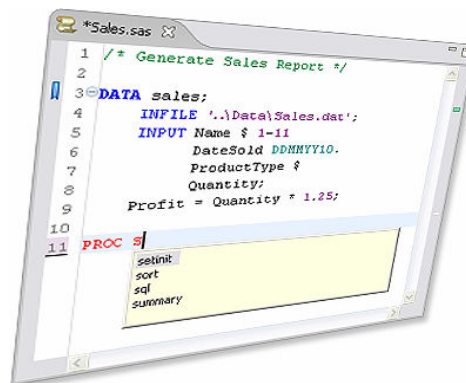 *Sales.sas
1 /* Generate Sales Report */
2
3 DATA sales;
4 INFILE '..\Data\Sales.dat';
5 INPUT Name $ 1-11
6 DateSold DDMMYY10.
7 ProductType $
8 Quantity;
9 Profit = Quantity * 1.25;
10
11 PROC S
setinit
sort
sql
summary